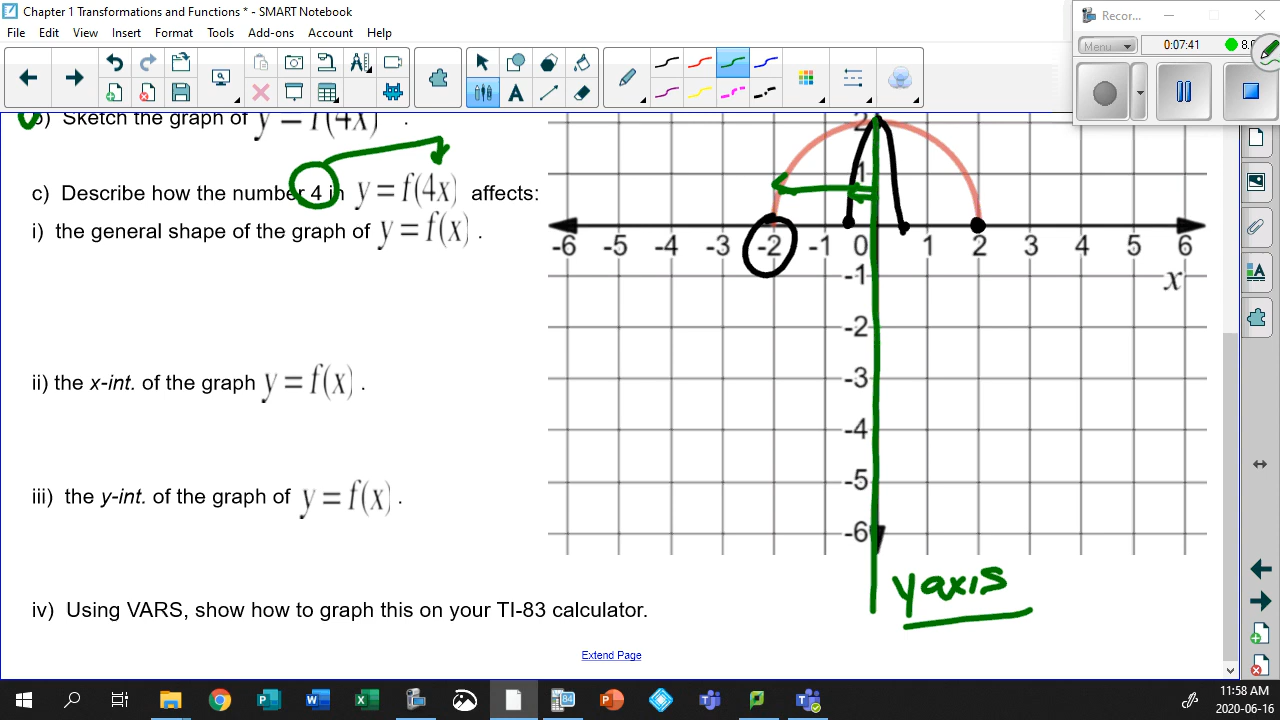 Chapter 1 Transformations and Functions * - SMART Notebook
File Edit View Insert Format Tools Add-ons Account Help
Recor...
Menu 0:07:41
Sketch the graph of y = f(4x) .
c) Describe how the number 4 in y = f(4x) affects:
i) the general shape of the graph of y = f(x) .
ii) the x-int. of the graph y = f(x) .
iii) the y-int. of the graph of y = f(x) .
iv) Using VARS, show how to graph this on your TI-83 calculator.
2
1
-6 -5 -4 -3 -2 -1 0 1 2 3 4 5 6
x
-1
-2
-3
-4
-5
-6
yaxis
Extend Page
11:58 AM
2020-06-16